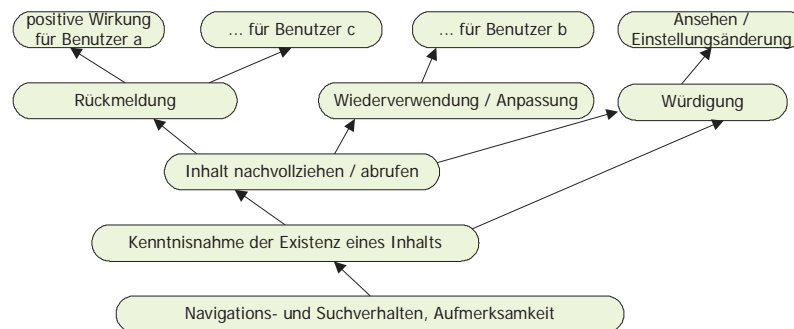 positive Wirkung
für Benutzer a
... für Benutzer c
... für Benutzer b
Ansehen /
Einstellungsänderung
Rückmeldung
Wiederverwendung / Anpassung
Würdigung
Inhalt nachvollziehen / abrufen
Kenntnisnahme der Existenz eines Inhalts
Navigations- und Suchverhalten, Aufmerksamkeit